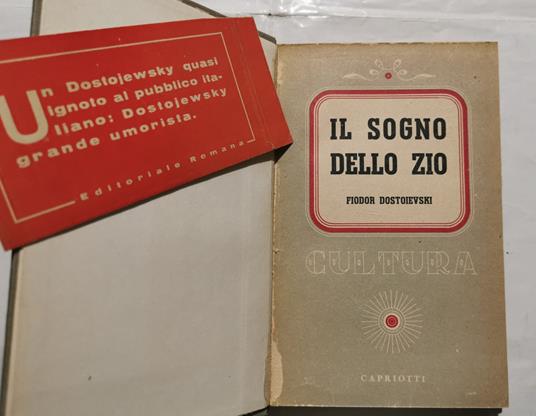 Un Dostojewsky quasi
ignoto al pubblico ita-
liano: Dostojewsky
grande umorista.
Editoriale Romana
IL SOGNO
DELLO ZIO
FIODOR DOSTOIEVSKI
CULTURA
CAPRIOTTI